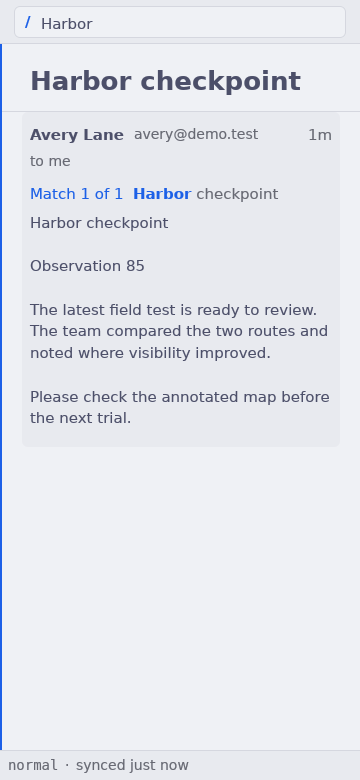 / Harbor
Harbor checkpoint
Avery Lane avery@demo.test 1m
to me
Match 1 of 1 Harbor checkpoint
Harbor checkpoint
Observation 85
The latest field test is ready to review.
The team compared the two routes and
noted where visibility improved.
Please check the annotated map before
the next trial.
normal · synced just now